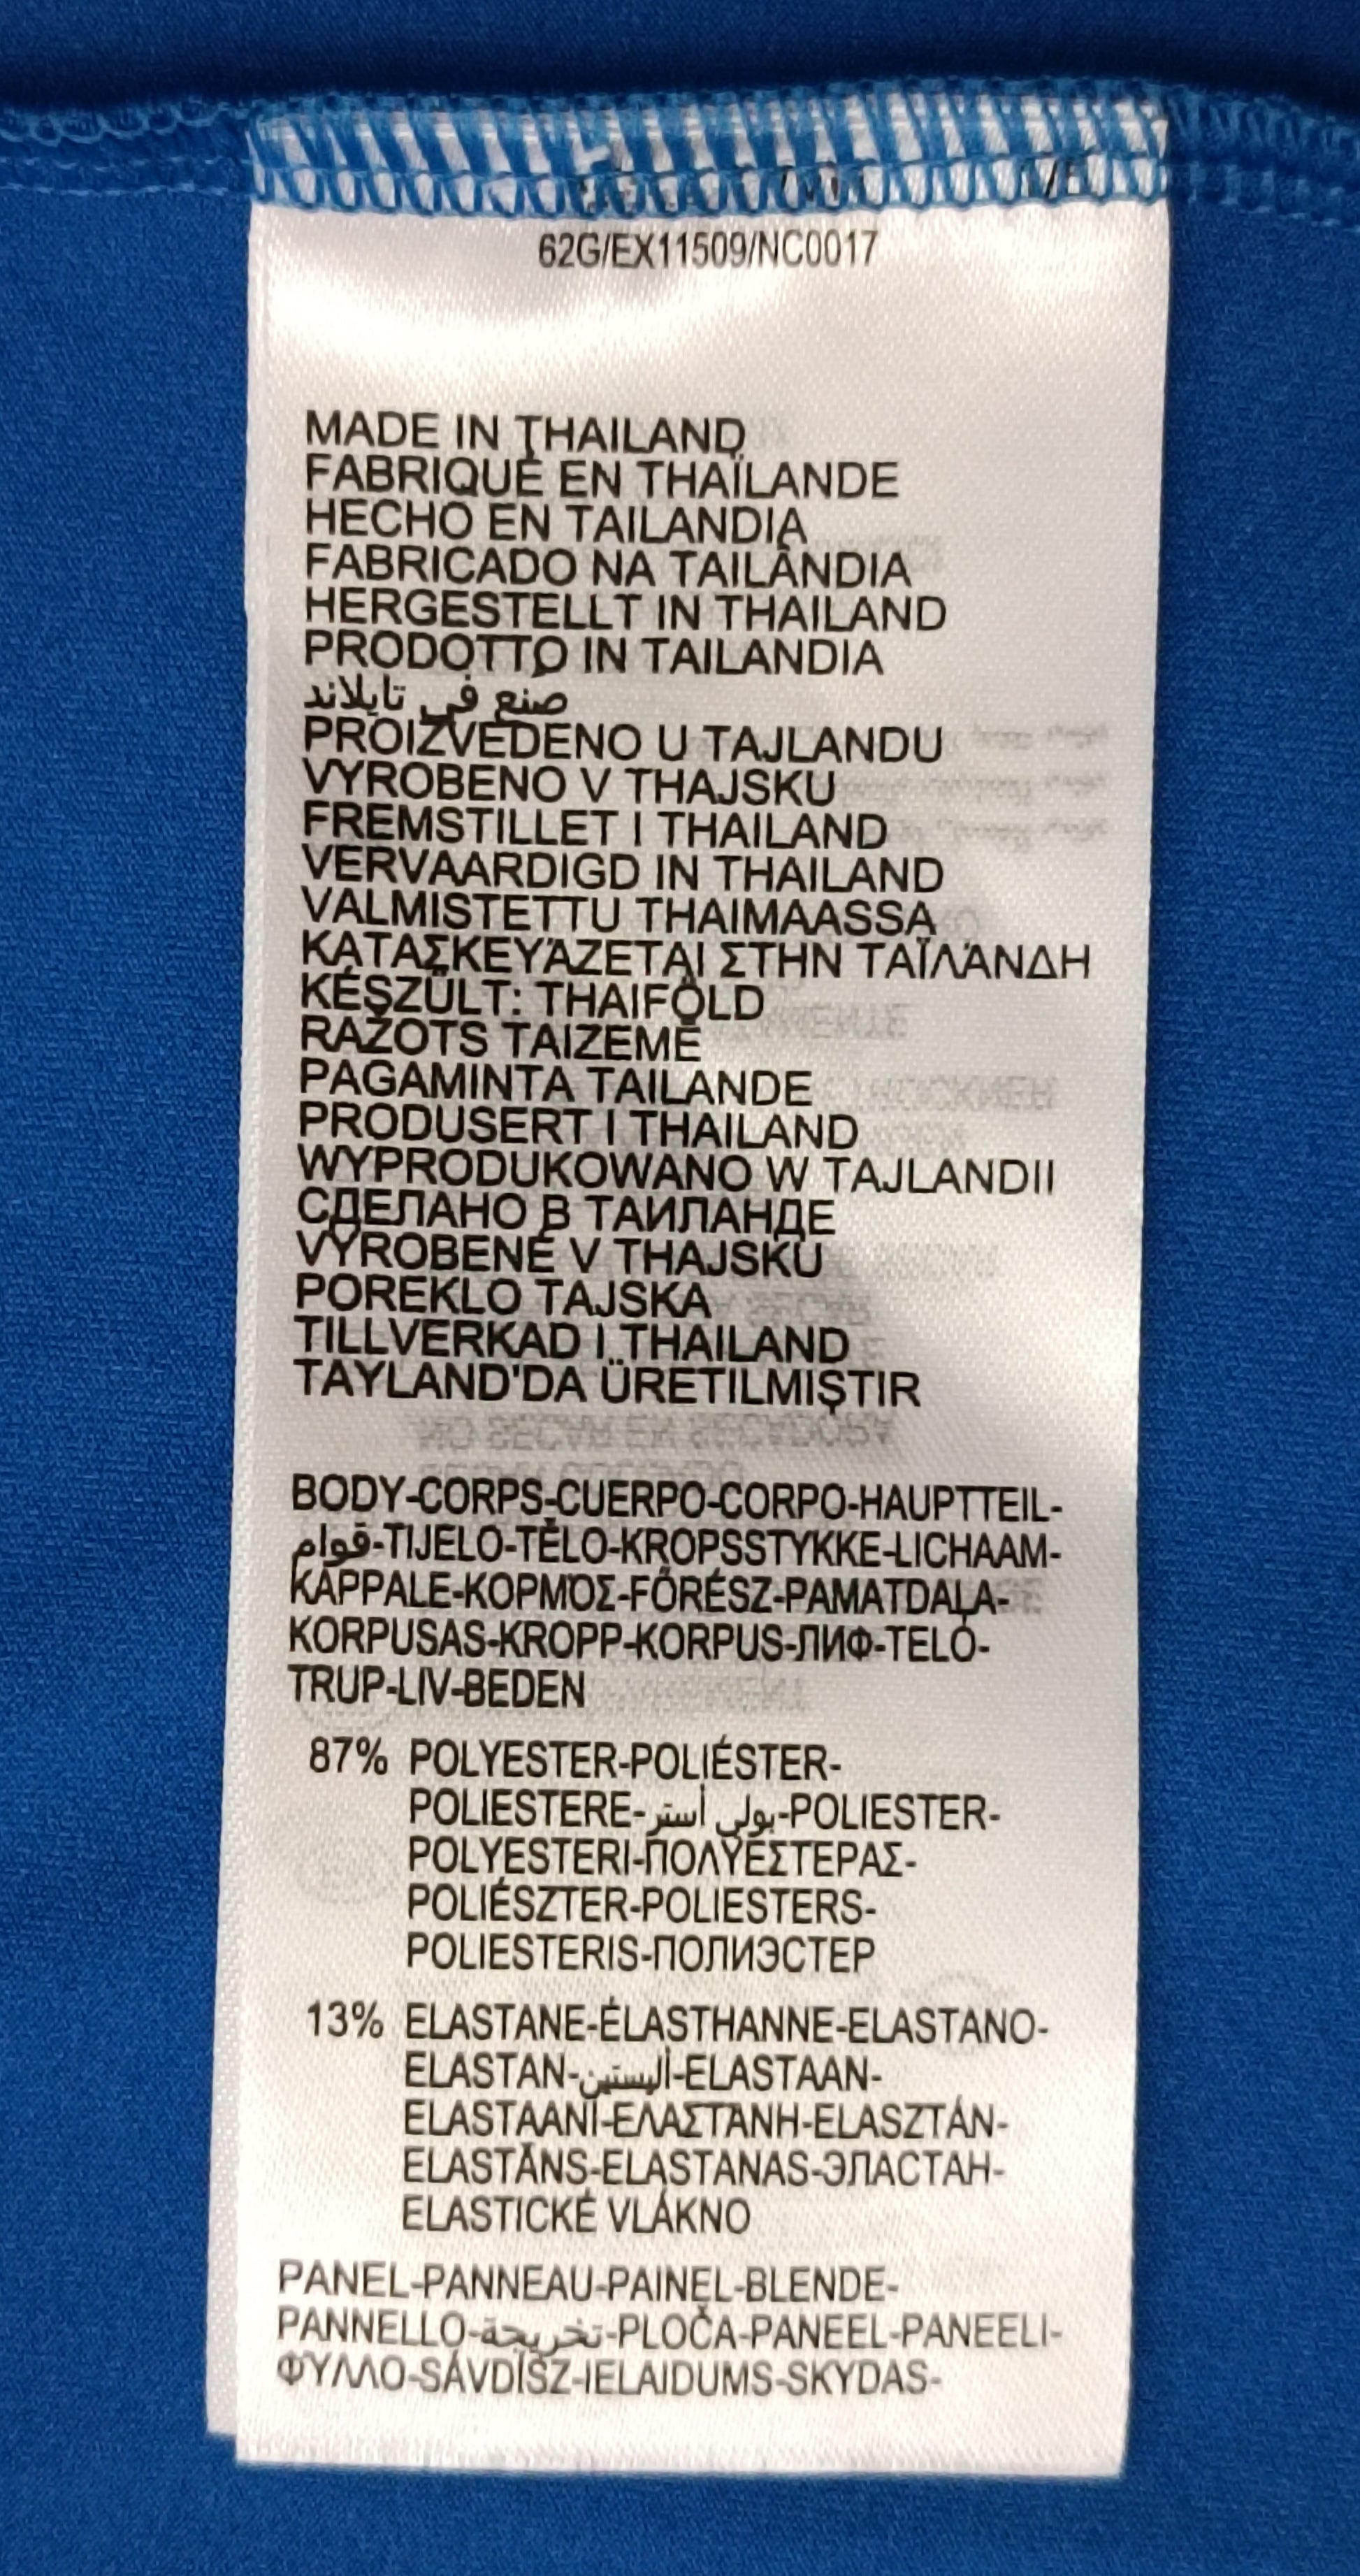 62G/EX11509/NC0017
MADE IN THAILAND
FABRIQUÉ EN THAÏLANDE
HECHO EN TAILANDIA
FABRICADO NA TAILÂNDIA
HERGESTELLT IN THAILAND
PRODOTTO IN TAILANDIA
صنع في تايلاند
PROIZVEDENO U TAJLANDU
VYROBENO V THAJSKU
FREMSTILLET I THAILAND
VERVAARDIGD IN THAILAND
VALMISTETTU THAIMAASSA
ΚΑΤΑΣΚΕΥΆΖΕΤΑΙ ΣΤΗΝ ΤΑΪΛΆΝΔΗ
KÉSZÜLT: THAIFÖLD
RAŽOTS TAIZEMĒ
PAGAMINTA TAILANDE
PRODUSERT I THAILAND
WYPRODUKOWANO W TAJLANDII
СДЕЛАНО В ТАИЛАНДЕ
VYROBENÉ V THAJSKU
POREKLO TAJSKA
TILLVERKAD I THAILAND
TAYLAND'DA ÜRETILMIŞTIR
BODY-CORPS-CUERPO-CORPO-HAUPTTEIL-
قوام-TIJELO-TĚLO-KROPSSTYKKE-LICHAAM-
KAPPALE-ΚΟΡΜΌΣ-FŐRÉSZ-PAMATDAĻA-
KORPUSAS-KROPP-KORPUS-ЛИФ-TELO-
TRUP-LIV-BEDEN
87% POLYESTER-POLIÉSTER-
POLIESTERE-بولي أستر-POLIESTER-
POLYESTERI-ΠΟΛΥΕΣΤΕΡΑΣ-
POLIÉSZTER-POLIESTERS-
POLIESTERIS-ПОЛИЭСТЕР
13% ELASTANE-ÉLASTHANNE-ELASTANO-
ELASTAN-أليستين-ELASTAAN-
ELASTAANI-ΕΛΑΣΤΆΝΗ-ELASZTÁN-
ELASTĀNS-ELASTANAS-ЭЛАСТАН-
ELASTICKÉ VLÁKNO
PANEL-PANNEAU-PAINEL-BLENDE-
PANNELLO-تخريجة-PLOČA-PANEEL-PANEELI-
ΦΎΛΛΟ-SÁVDÍSZ-IELAIDUMS-SKYDAS-